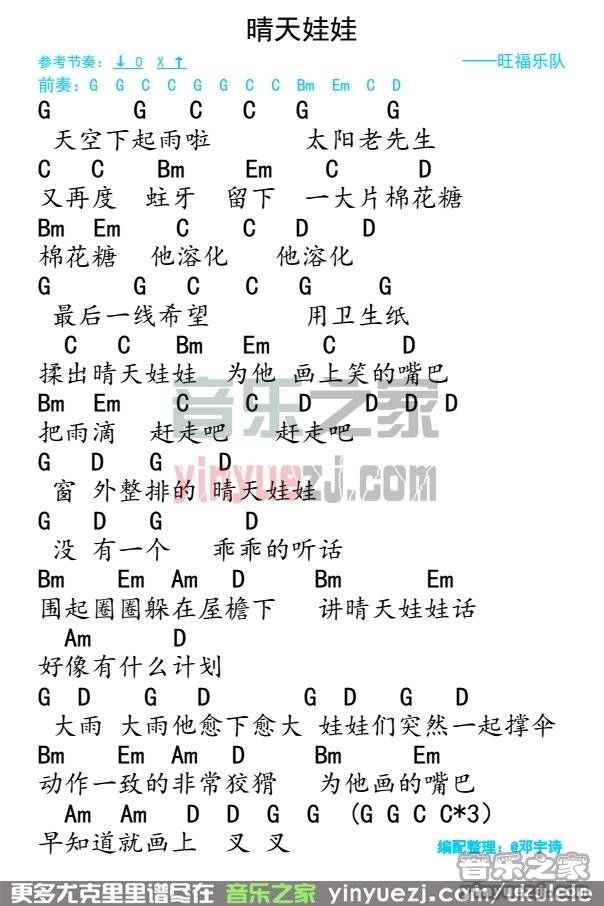 晴天娃娃
参考节奏: ↓ 0 X ↑ ——旺福乐队
前奏: G G C C G G C C Bm Em C D
G G C C G G
天空下起雨啦 太阳老先生
C C Bm Em C D
又再度 蛀牙 留下 一大片棉花糖
Bm Em C C D D
棉花糖 他溶化 他溶化
G G C C G G
最后一线希望 用卫生纸
C C Bm Em C D
揉出晴天娃娃 为他 画上笑的嘴巴
Bm Em C C D D D D
把雨滴 赶走吧 赶走吧
音乐之家
yinyuezj.com
G D G D
窗 外整排的 晴天娃娃
G D G D
没 有一个 乖乖的听话
Bm Em Am D Bm Em
围起圈圈躲在屋檐下 讲晴天娃娃话
Am D
好像有什么计划
G D G D G D G D
大雨 大雨他愈下愈大 娃娃们突然一起撑伞
Bm Em Am D Bm Em
动作一致的非常狡猾 为他画的嘴巴
Am Am D D G G (G G C C*3)
早知道就画上 叉叉
编配整理: @邓宇诗
音乐之家
更多尤克里里谱尽在 音乐之家 yinyuezj.com yuezj.com